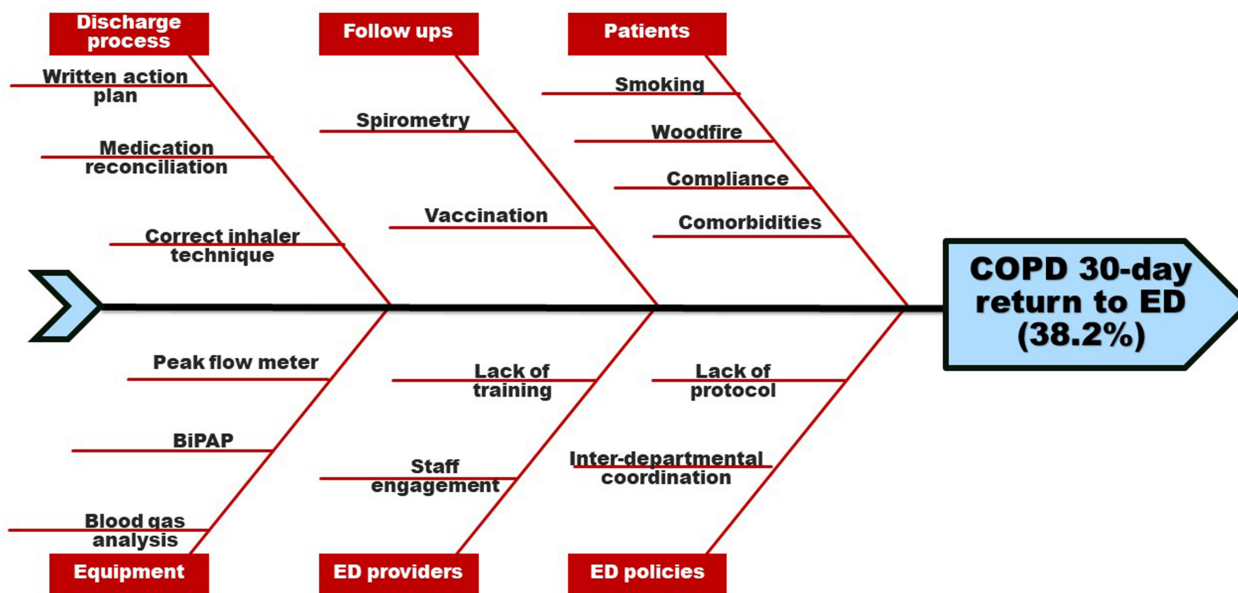 Discharge
process
Follow ups
Patients
Written action
plan
Medication
reconciliation
Correct inhaler
technique
Spirometry
Vaccination
Smoking
Woodfire
Compliance
Comorbidities
COPD 30-day
return to ED
(38.2%)
Peak flow meter
BiPAP
Blood gas
analysis
Lack of
training
Staff
engagement
Lack of
protocol
Inter-departmental
coordination
Equipment
ED providers
ED policies